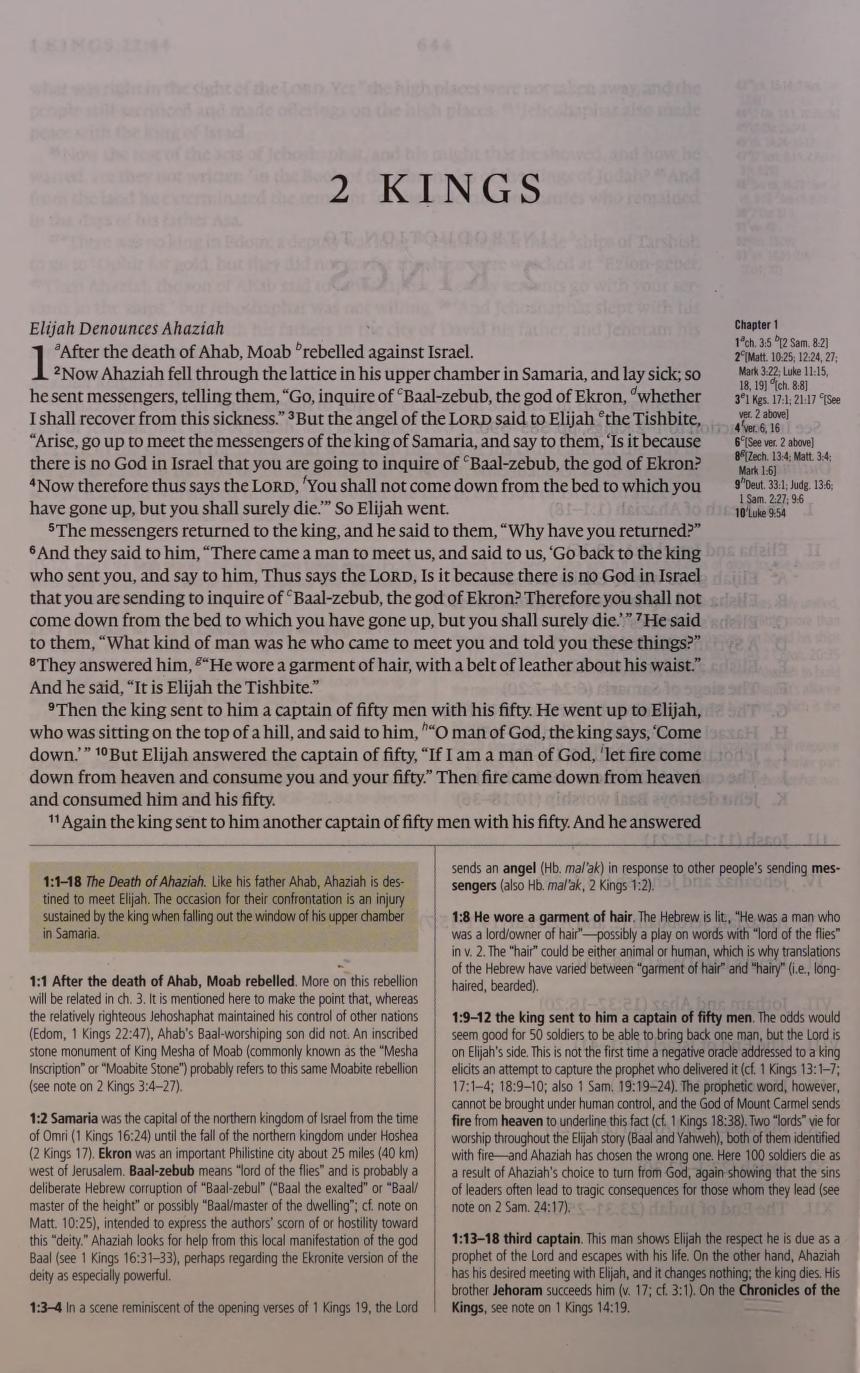 2 KINGS
Elijah Denounces Ahaziah
1 aAfter the death of Ahab, Moab brebelled against Israel.
2Now Ahaziah fell through the lattice in his upper chamber in Samaria, and lay sick; so
he sent messengers, telling them, “Go, inquire of cBaal-zebub, the god of Ekron, dwhether
I shall recover from this sickness.” 3But the angel of the LORD said to Elijah ethe Tishbite,
“Arise, go up to meet the messengers of the king of Samaria, and say to them, ‘Is it because
there is no God in Israel that you are going to inquire of cBaal-zebub, the god of Ekron?
4Now therefore thus says the LORD, fYou shall not come down from the bed to which you
have gone up, but you shall surely die.’” So Elijah went.
5The messengers returned to the king, and he said to them, “Why have you returned?”
6And they said to him, “There came a man to meet us, and said to us, ‘Go back to the king
who sent you, and say to him, Thus says the LORD, Is it because there is no God in Israel
that you are sending to inquire of cBaal-zebub, the god of Ekron? Therefore you shall not
come down from the bed to which you have gone up, but you shall surely die.’” 7He said
to them, “What kind of man was he who came to meet you and told you these things?”
8They answered him, g“He wore a garment of hair, with a belt of leather about his waist.”
And he said, “It is Elijah the Tishbite.”
9Then the king sent to him a captain of fifty men with his fifty. He went up to Elijah,
who was sitting on the top of a hill, and said to him, h“O man of God, the king says, ‘Come
down.’” 10But Elijah answered the captain of fifty, “If I am a man of God, ilet fire come
down from heaven and consume you and your fifty.” Then fire came down from heaven
and consumed him and his fifty.
11Again the king sent to him another captain of fifty men with his fifty. And he answered
Chapter 1
1 a ch. 3:5 b[2 Sam. 8:2]
2 c[Matt. 10:25; 12:24, 27;
Mark 3:22; Luke 11:15,
18, 19] d[ch. 8:8]
3 e1 Kgs. 17:1; 21:17 c[See
ver. 2 above]
4 f ver. 6, 16
6 c[See ver. 2 above]
8 g[Zech. 13:4; Matt. 3:4;
Mark 1:6]
9 h Deut. 33:1; Judg. 13:6;
1 Sam. 2:27; 9:6
10 i Luke 9:54
1:1–18 The Death of Ahaziah. Like his father Ahab, Ahaziah is des-
tined to meet Elijah. The occasion for their confrontation is an injury
sustained by the king when falling out the window of his upper chamber
in Samaria.
1:1 After the death of Ahab, Moab rebelled. More on this rebellion
will be related in ch. 3. It is mentioned here to make the point that, whereas
the relatively righteous Jehoshaphat maintained his control of other nations
(Edom, 1 Kings 22:47), Ahab’s Baal-worshiping son did not. An inscribed
stone monument of King Mesha of Moab (commonly known as the “Mesha
Inscription” or “Moabite Stone”) probably refers to this same Moabite rebellion
(see note on 2 Kings 3:4–27).
1:2 Samaria was the capital of the northern kingdom of Israel from the time
of Omri (1 Kings 16:24) until the fall of the northern kingdom under Hoshea
(2 Kings 17). Ekron was an important Philistine city about 25 miles (40 km)
west of Jerusalem. Baal-zebub means “lord of the flies” and is probably a
deliberate Hebrew corruption of “Baal-zebul” (“Baal the exalted” or “Baal/
master of the height” or possibly “Baal/master of the dwelling”; cf. note on
Matt. 10:25), intended to express the authors’ scorn of or hostility toward
this “deity.” Ahaziah looks for help from this local manifestation of the god
Baal (see 1 Kings 16:31–33), perhaps regarding the Ekronite version of the
deity as especially powerful.
1:3–4 In a scene reminiscent of the opening verses of 1 Kings 19, the Lord
sends an angel (Hb. mal’ak) in response to other people’s sending mes-
sengers (also Hb. mal’ak, 2 Kings 1:2).
1:8 He wore a garment of hair. The Hebrew is lit., “He was a man who
was a lord/owner of hair”—possibly a play on words with “lord of the flies”
in v. 2. The “hair” could be either animal or human, which is why translations
of the Hebrew have varied between “garment of hair” and “hairy” (i.e., long-
haired, bearded).
1:9–12 the king sent to him a captain of fifty men. The odds would
seem good for 50 soldiers to be able to bring back one man, but the Lord is
on Elijah’s side. This is not the first time a negative oracle addressed to a king
elicits an attempt to capture the prophet who delivered it (cf. 1 Kings 13:1–7;
17:1–4; 18:9–10; also 1 Sam. 19:19–24). The prophetic word, however,
cannot be brought under human control, and the God of Mount Carmel sends
fire from heaven to underline this fact (cf. 1 Kings 18:38). Two “lords” vie for
worship throughout the Elijah story (Baal and Yahweh), both of them identified
with fire—and Ahaziah has chosen the wrong one. Here 100 soldiers die as
a result of Ahaziah’s choice to turn from God, again showing that the sins
of leaders often lead to tragic consequences for those whom they lead (see
note on 2 Sam. 24:17).
1:13–18 third captain. This man shows Elijah the respect he is due as a
prophet of the Lord and escapes with his life. On the other hand, Ahaziah
has his desired meeting with Elijah, and it changes nothing; the king dies. His
brother Jehoram succeeds him (v. 17; cf. 3:1). On the Chronicles of the
Kings, see note on 1 Kings 14:19.